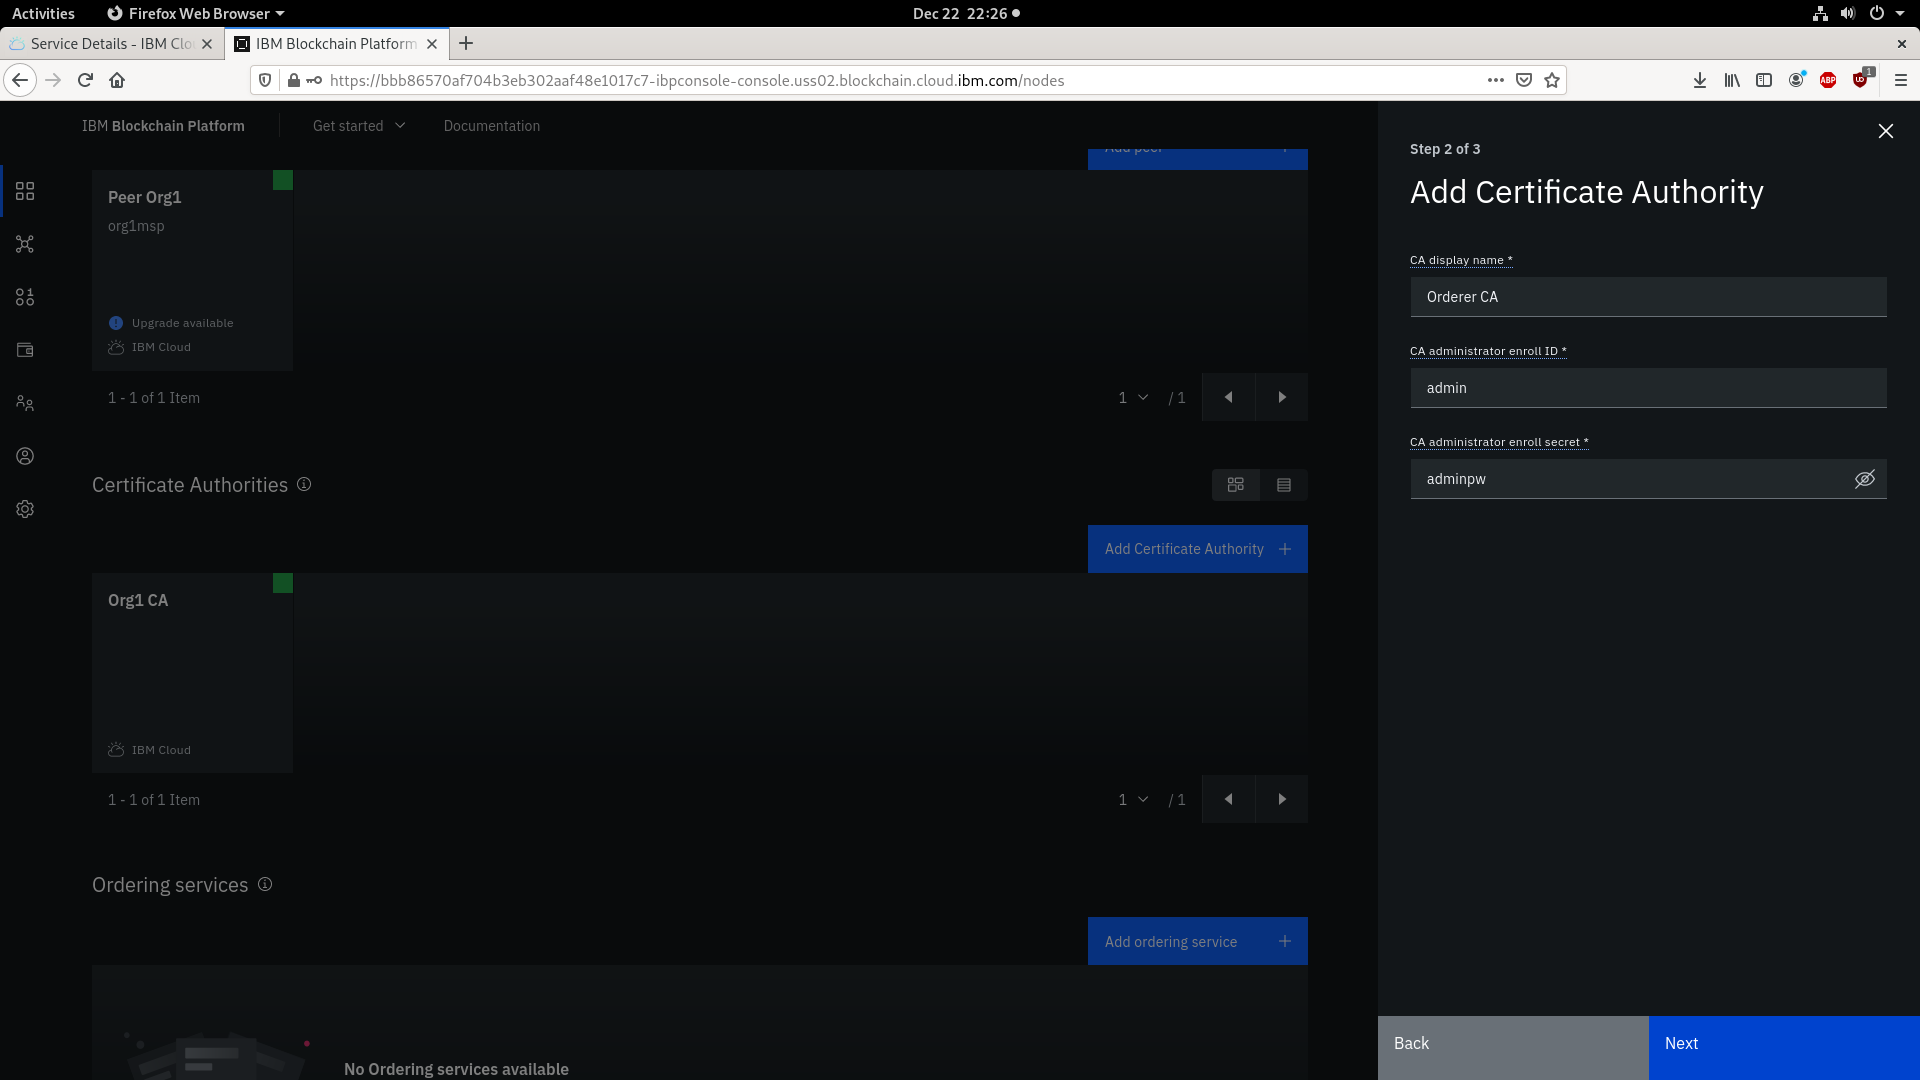 Activities
Firefox Web Browser
Dec 22 22:26
Service Details - IBM Clo
IBM Blockchain Platform
https://bbb86570af704b3eb302aaf48e1017c7-ibpconsole-console.uss02.blockchain.cloud.ibm.com/nodes
ABP
1
IBM Blockchain Platform
Get started
Documentation
Add peer
Peer Org1
org1msp
Upgrade available
IBM Cloud
1 - 1 of 1 Item
1
/ 1
Certificate Authorities
Add Certificate Authority
Org1 CA
IBM Cloud
1 - 1 of 1 Item
1
/ 1
Ordering services
Add ordering service
No Ordering services available
Step 2 of 3
Add Certificate Authority
CA display name *
Orderer CA
CA administrator enroll ID *
admin
CA administrator enroll secret *
adminpw
Back
Next